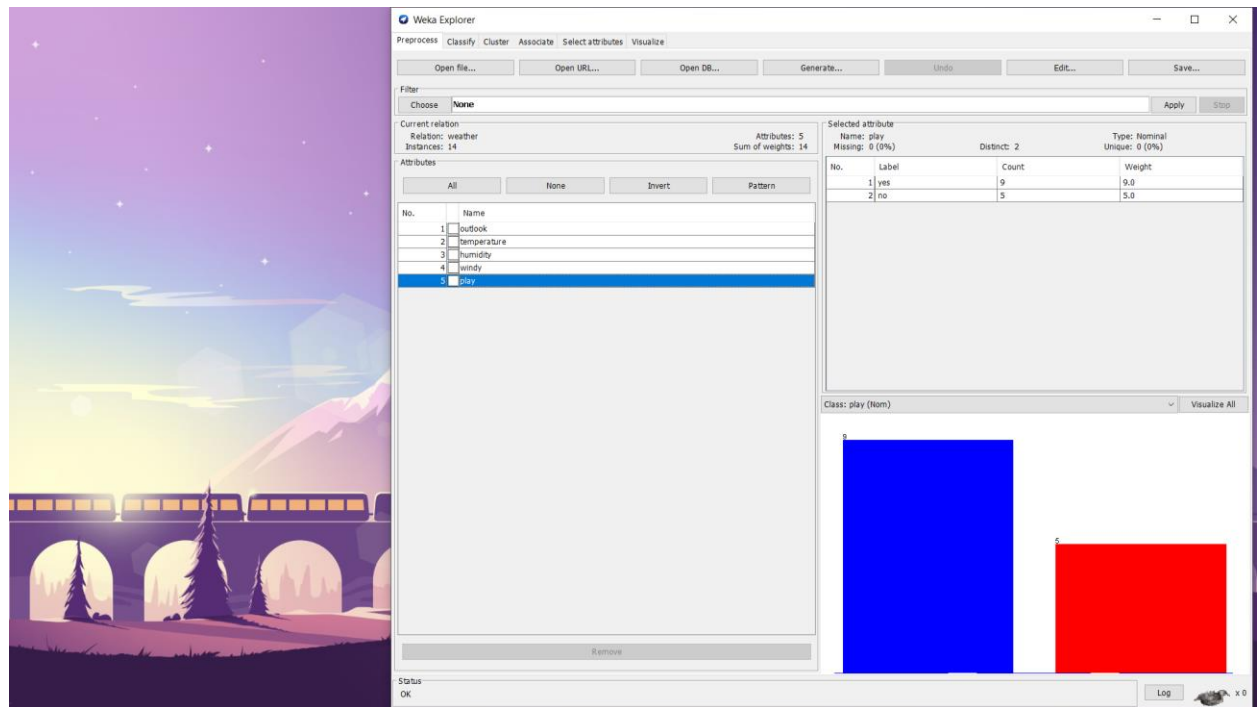 Weka Explorer
Preprocess Classify Cluster Associate Select attributes Visualize
Open file... Open URL... Open DB... Generate... Undo Edit... Save...
Filter
Choose None Apply Stop
Current relation
Relation: weather Attributes: 5
Instances: 14 Sum of weights: 14
Attributes
All None Invert Pattern
No. Name
1 outlook
2 temperature
3 humidity
4 windy
5 play
Remove
Selected attribute
Name: play Type: Nominal
Missing: 0 (0%) Distinct: 2 Unique: 0 (0%)
No. Label Count Weight
1 yes 9 9.0
2 no 5 5.0
Class: play (Nom) Visualize All
9
5
Status
OK Log x 0